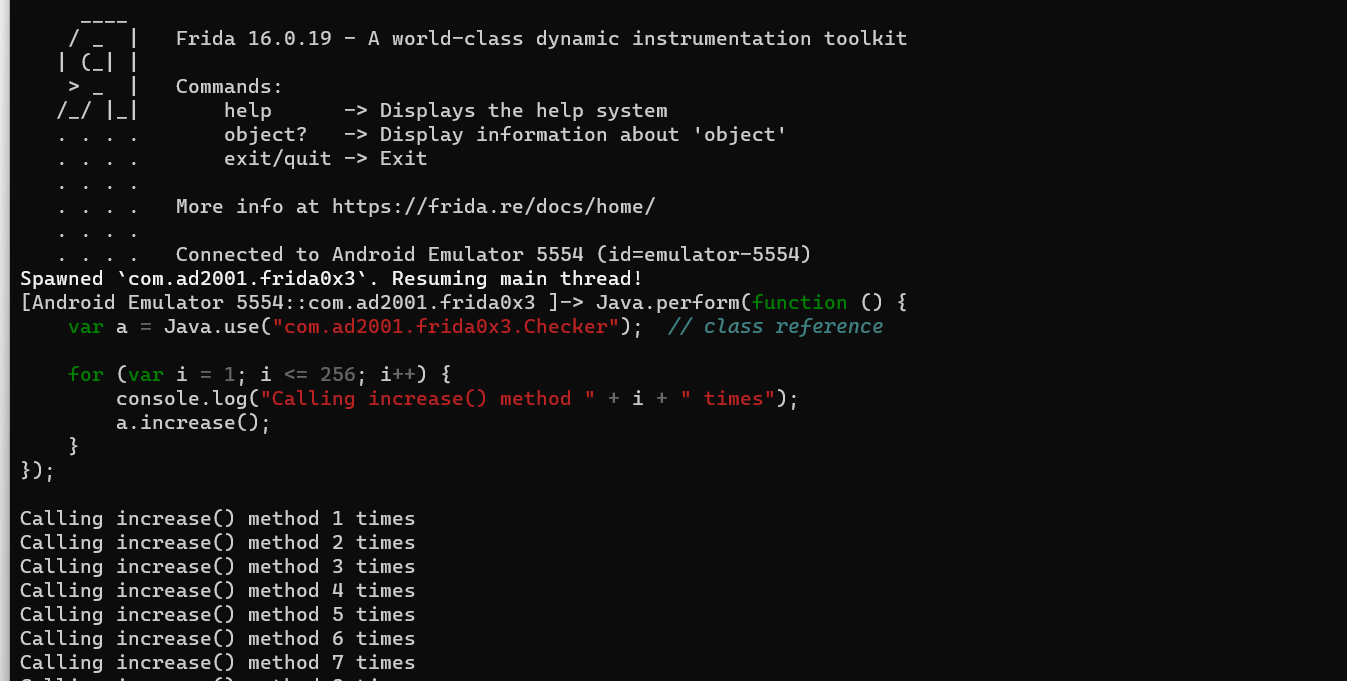 Frida 16.0.19 - A world-class dynamic instrumentation toolkit
Commands:
help -> Displays the help system
object? -> Display information about 'object'
exit/quit -> Exit
More info at https://frida.re/docs/home/
Connected to Android Emulator 5554 (id=emulator-5554)
Spawned `com.ad2001.frida0x3`. Resuming main thread!
[Android Emulator 5554::com.ad2001.frida0x3 ]-> Java.perform(function () {
    var a = Java.use("com.ad2001.frida0x3.Checker");  // class reference
    for (var i = 1; i <= 256; i++) {
        console.log("Calling increase() method " + i + " times");
        a.increase();
    }
});
Calling increase() method 1 times
Calling increase() method 2 times
Calling increase() method 3 times
Calling increase() method 4 times
Calling increase() method 5 times
Calling increase() method 6 times
Calling increase() method 7 times